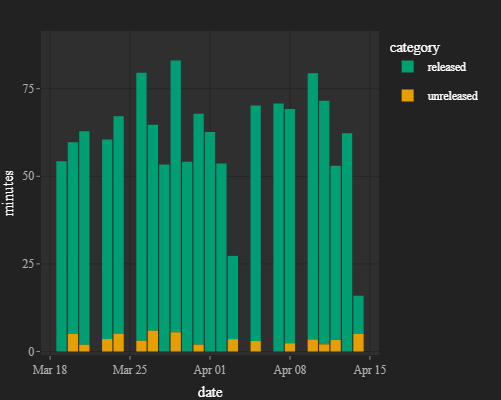 category
released
unreleased
75
50
25
0
minutes
Mar 18
Mar 25
Apr 01
Apr 08
Apr 15
date